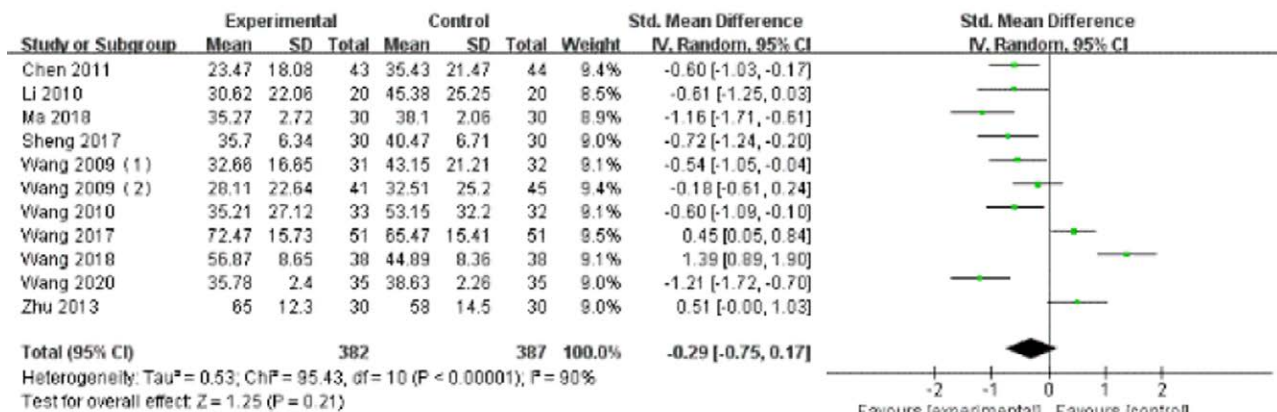 Experimental Control Std. Mean Difference Std. Mean Difference
Study or Subgroup Mean SD Total Mean SD Total Weight IV, Random, 95% CI IV, Random, 95% CI
Chen 2011 23.47 18.08 43 35.43 21.47 44 9.4% -0.60 [-1.03, -0.17]
Li 2010 30.62 22.06 20 45.38 25.25 20 8.5% -0.61 [-1.25, 0.03]
Ma 2018 35.27 2.72 30 38.1 2.06 30 8.9% -1.16 [-1.71, -0.61]
Sheng 2017 35.7 6.34 30 40.47 6.71 30 9.0% -0.72 [-1.24, -0.20]
Wang 2009 (1) 32.66 16.65 31 43.15 21.21 32 9.1% -0.54 [-1.05, -0.04]
Wang 2009 (2) 28.11 22.64 41 32.51 25.2 45 9.4% -0.18 [-0.61, 0.24]
Wang 2010 35.21 27.12 33 53.15 32.2 32 9.1% -0.60 [-1.09, -0.10]
Wang 2017 72.47 15.73 51 65.47 15.41 51 9.5% 0.45 [0.05, 0.84]
Wang 2018 56.87 8.65 38 44.89 8.36 38 9.0% 1.39 [0.89, 1.90]
Wang 2020 35.78 2.4 35 38.63 2.26 35 9.0% -1.21 [-1.72, -0.70]
Zhu 2013 65 12.3 30 58 14.5 30 9.0% 0.51 [-0.00, 1.03]
Total (95% CI) 382 387 100.0% -0.29 [-0.75, 0.17]
Heterogeneity: Tau² = 0.53; Chi² = 95.43, df = 10 (P < 0.00001); I² = 90%
Test for overall effect: Z = 1.25 (P = 0.21)
-2 -1 0 1 2
Favours [experimental] Favours [control]